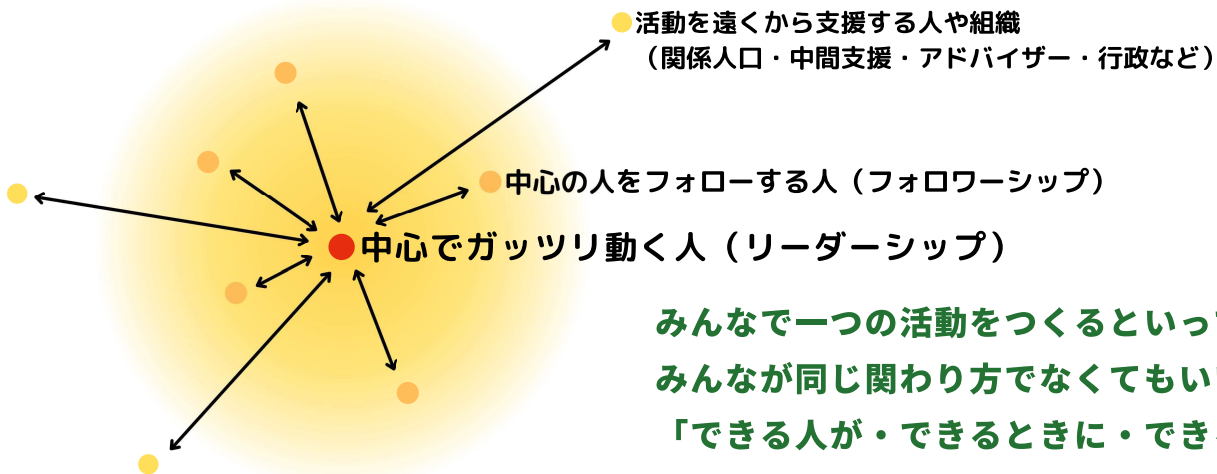 活動を遠くから支援する人や組織
（関係人口・中間支援・アドバイザー・行政など）
中心の人をフォローする人（フォロワーシップ）
中心でガッツリ動く人（リーダーシップ）
みんなで一つの活動をつくるといって
みんなが同じ関わり方でなくてもい
「できる人が・できるときに・でき